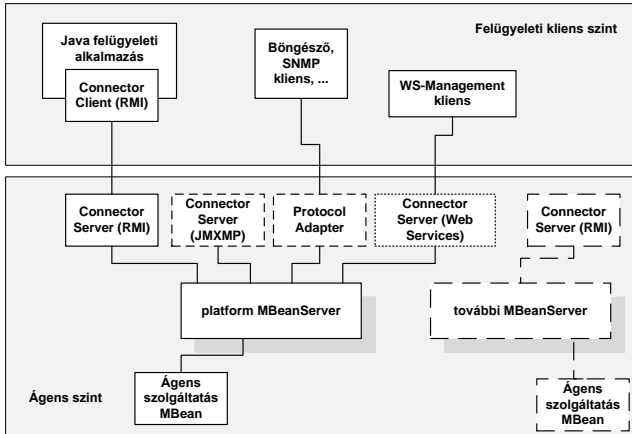 Felügyeleti kliens szint
Java felügyeleti
alkalmazás
Connector
Client (RMI)
Böngésző,
SNMP
kliens, ...
WS-Management
kliens
Connector
Server (RMI)
Connector
Server
(JMXMP)
Protocol
Adapter
Connector
Server (Web
Services)
Connector
Server (RMI)
platform MBeanServer
további MBeanServer
Ágens szint
Ágens
szolgáltatás
MBean
Ágens
szolgáltatás
MBean